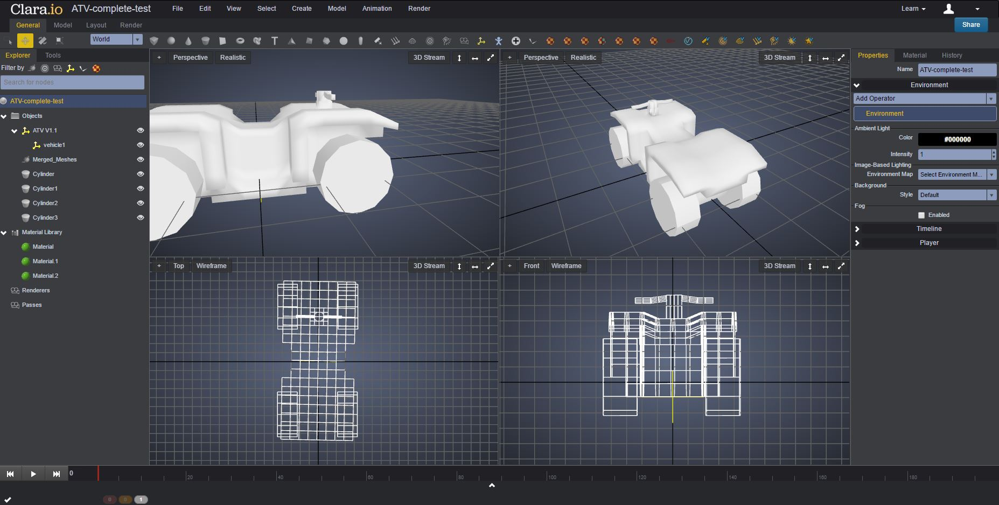 Clara.io ATV-complete-test File Edit View Select Create Model Animation Render Learn
General Model Layout Render Share
World
Explorer Tools
Filter by
Search for nodes
ATV-complete-test
Objects
ATV V1.1
vehicle1
Merged_Meshes
Cylinder
Cylinder1
Cylinder2
Cylinder3
Material Library
Material
Material.1
Material.2
Renderers
Passes
+ Perspective Realistic 3D Stream
+ Perspective Realistic 3D Stream
+ Top Wireframe 3D Stream
+ Front Wireframe 3D Stream
Properties Material History
Name ATV-complete-test
Environment
Add Operator
Environment
Ambient Light
Color #000000
Intensity 1
Image-Based Lighting
Environment Map Select Environment M...
Background
Style Default
Fog
Enabled
Timeline
Player
0 20 40 60 80 100 120 140 160 180
0 0 1